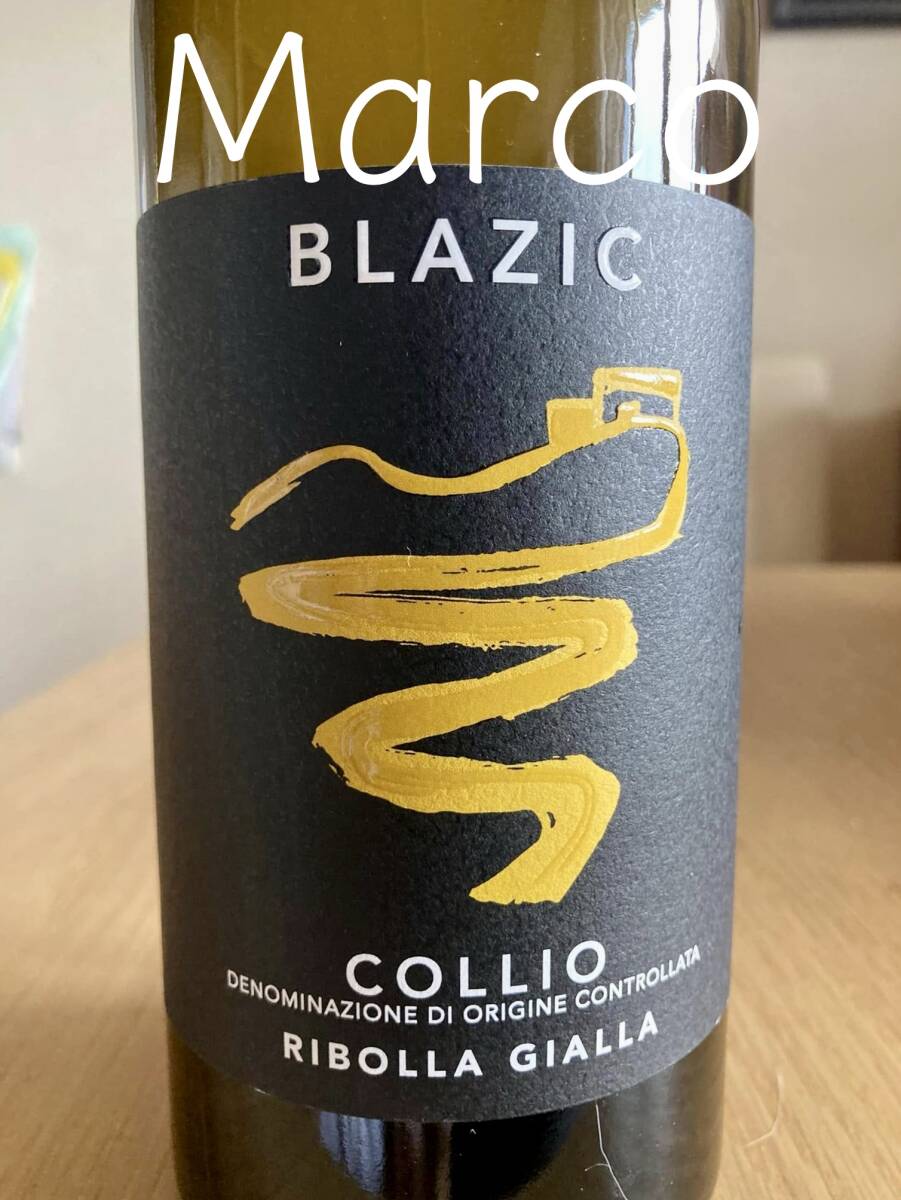 Marco
BLAZIC
COLLIO
DENOMINAZIONE DI ORIGINE CONTROLLATA
RIBOLLA GIALLA